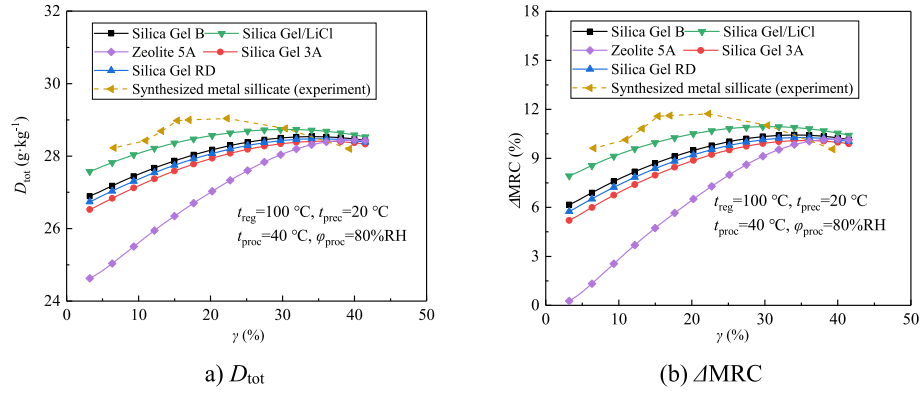 a)
(b)
Silica Gel B Silica Gel/LiCl
Zeolite 5A Silica Gel 3A
Silica Gel RD
Synthesized metal sillicate (experiment)
32
30
28
26
24
D_tot (g·kg⁻¹)
t_reg=100 ℃, t_prec=20 ℃
t_proc=40 ℃, φ_proc=80%RH
0 10 20 30 40 50
γ (%)
a) D_tot
Silica Gel B Silica Gel/LiCl
Zeolite 5A Silica Gel 3A
Silica Gel RD
Synthesized metal sillicate (experiment)
18
15
12
9
6
3
0
ΔMRC (%)
t_reg=100 ℃, t_prec=20 ℃
t_proc=40 ℃, φ_proc=80%RH
0 10 20 30 40 50
γ (%)
(b) ΔMRC